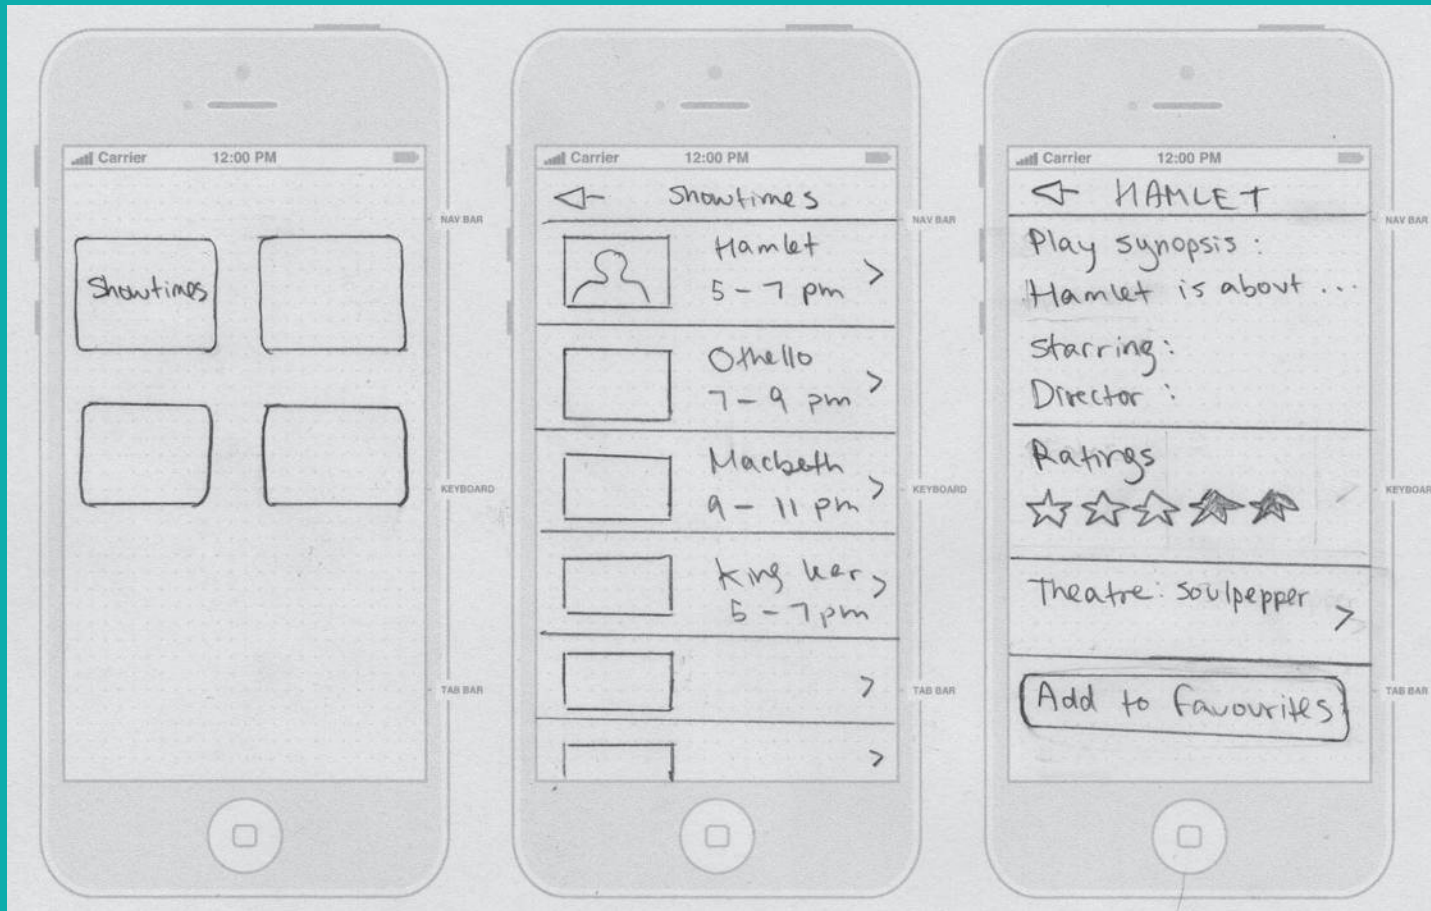 Carrier 12:00 PM
NAV BAR
Showtimes
KEYBOARD
TAB BAR
Carrier 12:00 PM
Showtimes
NAV BAR
Hamlet
5 - 7 pm >
Othello
7 - 9 pm >
Macbeth
9 - 11 pm >
KEYBOARD
King Lear >
5 - 7 pm
>
TAB BAR
>
Carrier 12:00 PM
HAMLET
NAV BAR
Play synopsis :
Hamlet is about ...
Starring :
Director :
Ratings
KEYBOAR
Theatre : Soulpepper
>
Add to favourites
TAB BAR